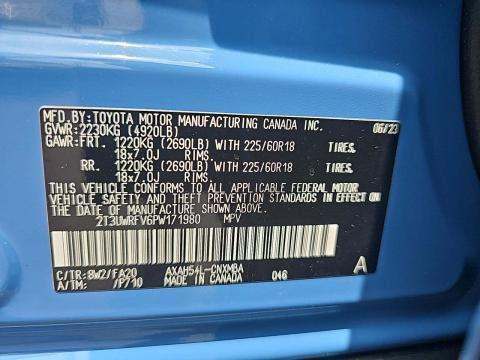 MFD.BY:TOYOTA MOTOR MANUFACTURING CANADA INC. 06/23
GVWR:2230KG (4920LB)
GAWR:FRT. 1220KG (2690LB) WITH 225/60R18 TIRES,
18x7.0J RIMS.
RR. 1220KG (2690LB) WITH 225/60R18 TIRES,
18x7.0J RIMS.
THIS VEHICLE CONFORMS TO ALL APPLICABLE FEDERAL MOTOR
VEHICLE SAFETY AND THEFT PREVENTION STANDARDS IN EFFECT ON
THE DATE OF MANUFACTURE SHOWN ABOVE.
2T3UWRFV6PW171980 MPV
C/TR:8W2/FA20 AXAH54L-CNXMBA 046 A
A/TM: /P710 MADE IN CANADA